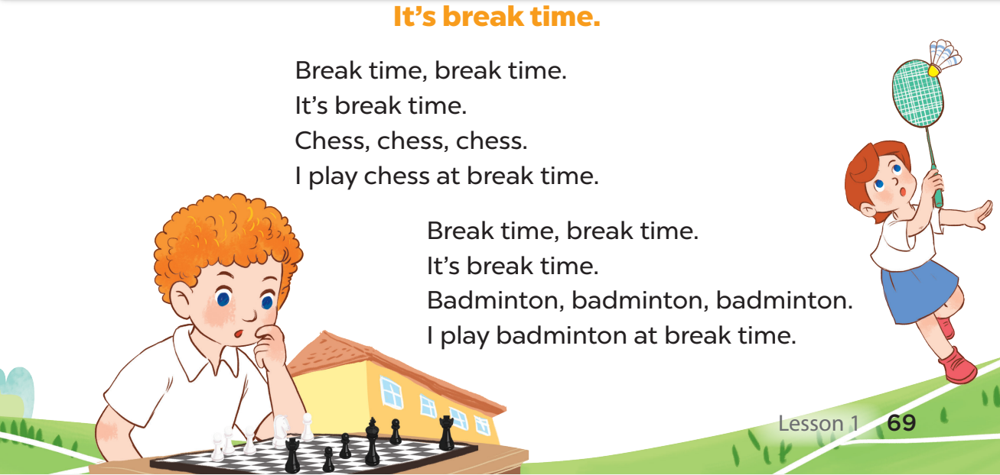 It’s break time.
Break time, break time.
It’s break time.
Chess, chess, chess.
I play chess at break time.
Break time, break time.
It’s break time.
Badminton, badminton, badminton.
I play badminton at break time.
Lesson 1 69